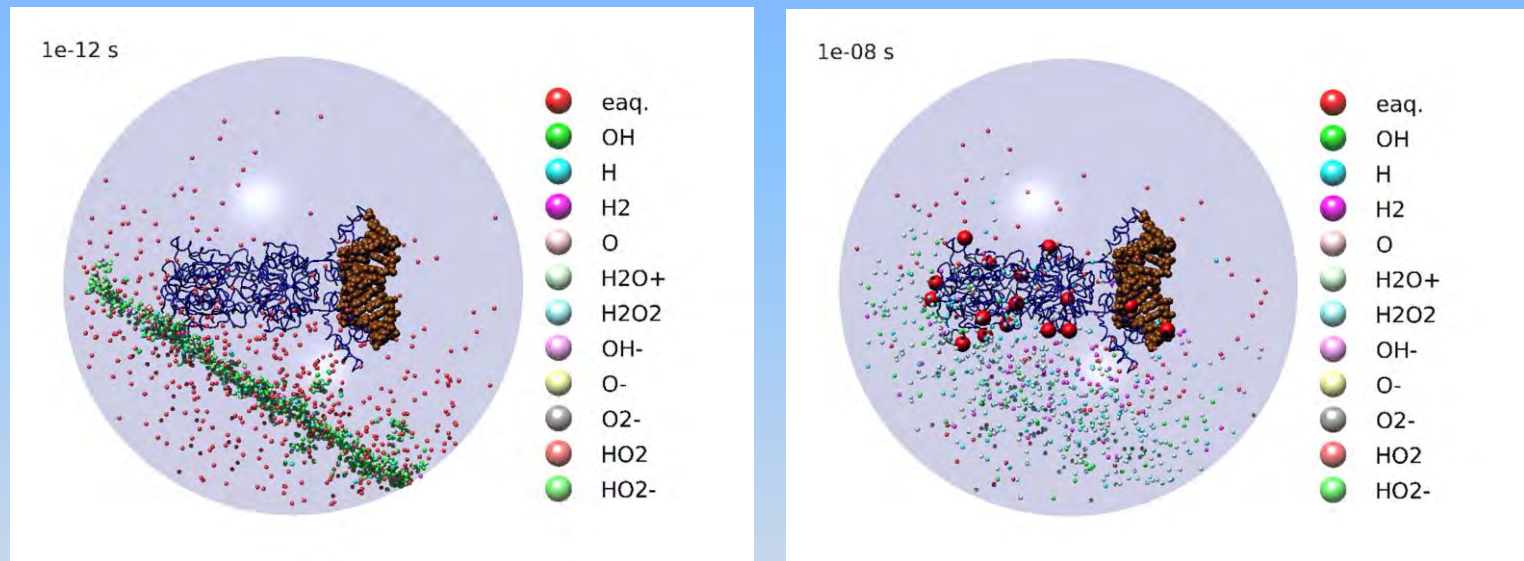 1e-12 s
eaq.
OH
H
H2
O
H2O+
H2O2
OH-
O-
O2-
HO2
HO2-
1e-08 s
eaq.
OH
H
H2
O
H2O+
H2O2
OH-
O-
O2-
HO2
HO2-